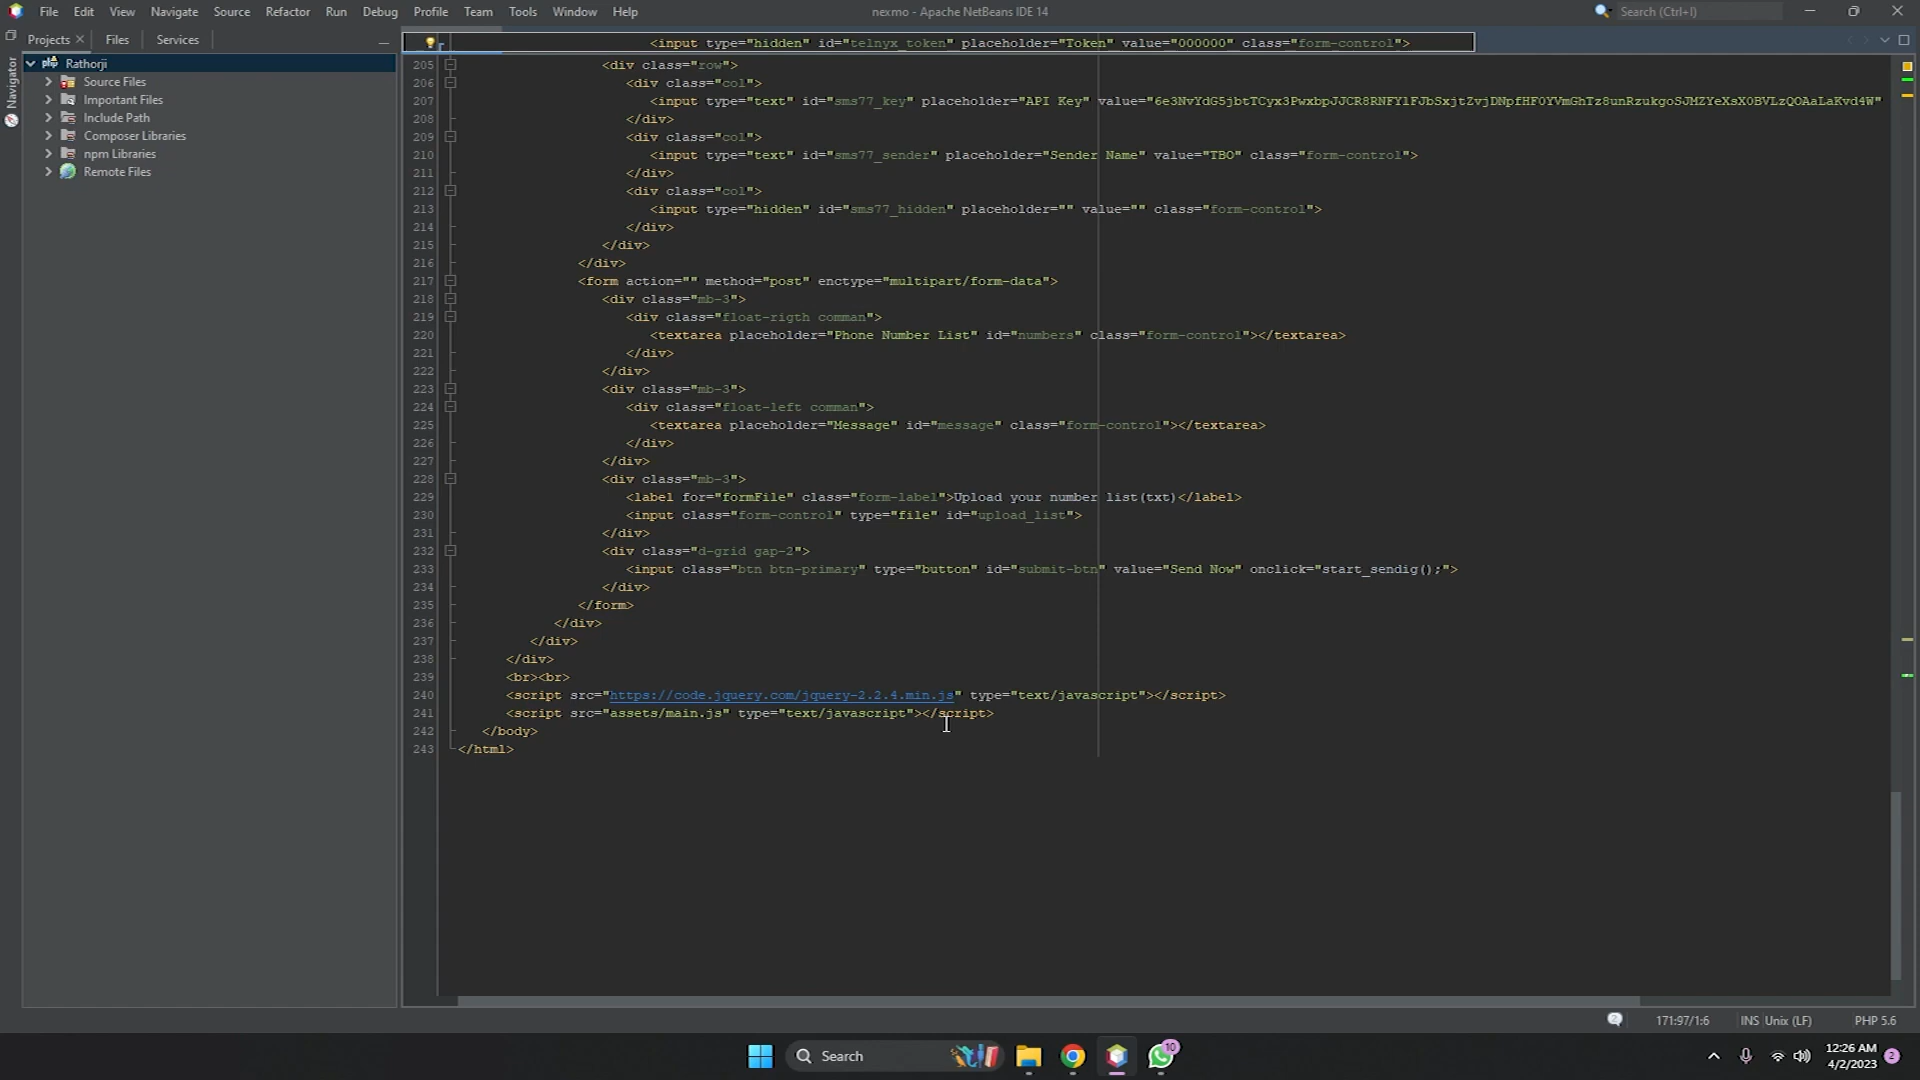 File Edit View Navigate Source Refactor Run Debug Profile Team Tools Window Help
nexmo - Apache NetBeans IDE 14
Search (Ctrl+I)
Projects Files Services
Navigator
Rathorji
Source Files
Important Files
Include Path
Composer Libraries
npm Libraries
Remote Files
<input type="hidden" id="telnyx_token" placeholder="Token" value="000000" class="form-control">
205 <div class="row">
206 <div class="col">
207 <input type="text" id="sms77_key" placeholder="API Key" value="
208 </div>
209 <div class="col">
210 <input type="text" id="sms77_sender" placeholder="Sender Name" value="TBO" class="form-control">
211 </div>
212 <div class="col">
213 <input type="hidden" id="sms77_hidden" placeholder="" value="" class="form-control">
214 </div>
215 </div>
216 </div>
217 <form action="" method="post" enctype="multipart/form-data">
218 <div class="mb-3">
219 <div class="float-rigth comman">
220 <textarea placeholder="Phone Number List" id="numbers" class="form-control"></textarea>
221 </div>
222 </div>
223 <div class="mb-3">
224 <div class="float-left comman">
225 <textarea placeholder="Message" id="message" class="form-control"></textarea>
226 </div>
227 </div>
228 <div class="mb-3">
229 <label for="formFile" class="form-label">Upload your number list(txt)</label>
230 <input class="form-control" type="file" id="upload_list">
231 </div>
232 <div class="d-grid gap-2">
233 <input class="btn btn-primary" type="button" id="submit-btn" value="Send Now" onclick="start_sendig();">
234 </div>
235 </form>
236 </div>
237 </div>
238 </div>
239 <br><br>
240 <script src="https://code.jquery.com/jquery-2.2.4.min.js" type="text/javascript"></script>
241 <script src="assets/main.js" type="text/javascript"></script>
242 </body>
243 </html>
171:97/1:6 INS Unix (LF) PHP 5.6
Search
10
12:26 AM
4/2/2023
2